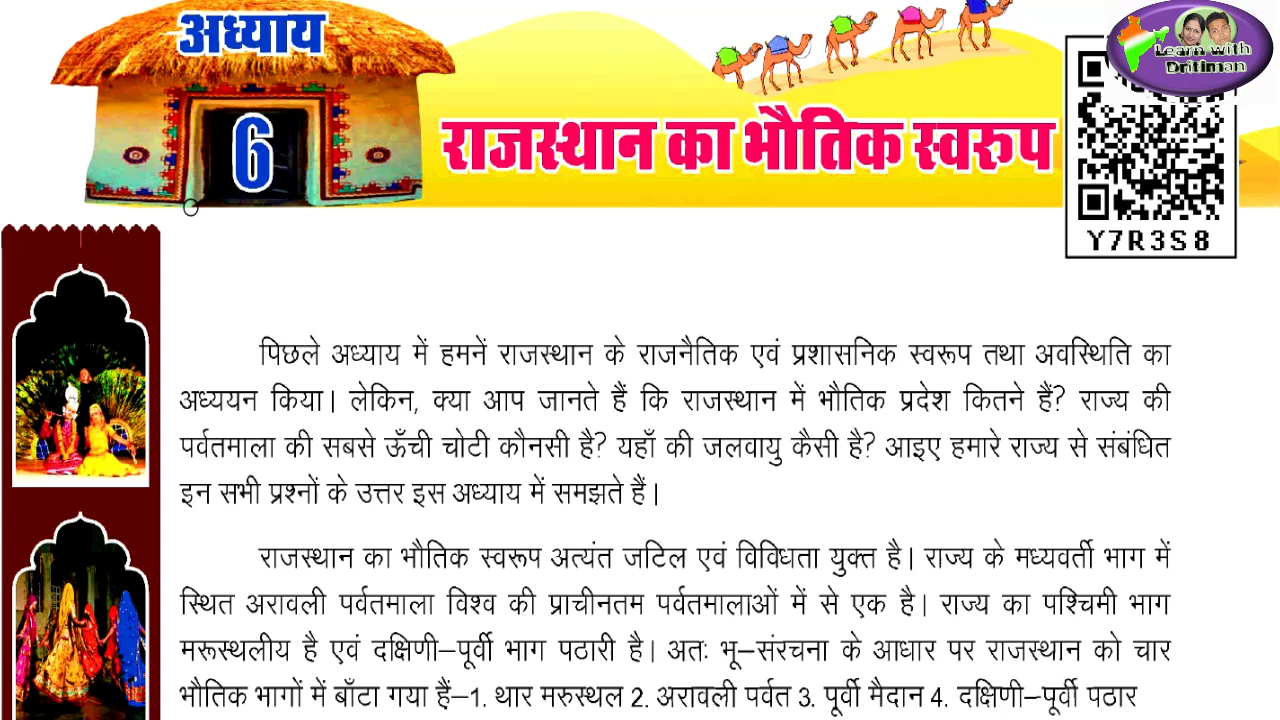 अध्याय
6
राजस्थान का भौतिक स्वरूप
Learn with
Dritiman
Y7R3S8
पिछले अध्याय में हमनें राजस्थान के राजनैतिक एवं प्रशासनिक स्वरूप तथा अवस्थिति का
अध्ययन किया। लेकिन, क्या आप जानते हैं कि राजस्थान में भौतिक प्रदेश कितने हैं? राज्य की
पर्वतमाला की सबसे ऊँची चोटी कौनसी है? यहाँ की जलवायु कैसी है? आइए हमारे राज्य से संबंधित
इन सभी प्रश्नों के उत्तर इस अध्याय में समझते हैं।
राजस्थान का भौतिक स्वरूप अत्यंत जटिल एवं विविधता युक्त है। राज्य के मध्यवर्ती भाग में
स्थित अरावली पर्वतमाला विश्व की प्राचीनतम पर्वतमालाओं में से एक है। राज्य का पश्चिमी भाग
मरूस्थलीय है एवं दक्षिणी–पूर्वी भाग पठारी है। अतः भू–संरचना के आधार पर राजस्थान को चार
भौतिक भागों में बाँटा गया हैं–1. थार मरुस्थल 2. अरावली पर्वत 3. पूर्वी मैदान 4. दक्षिणी–पूर्वी पठार